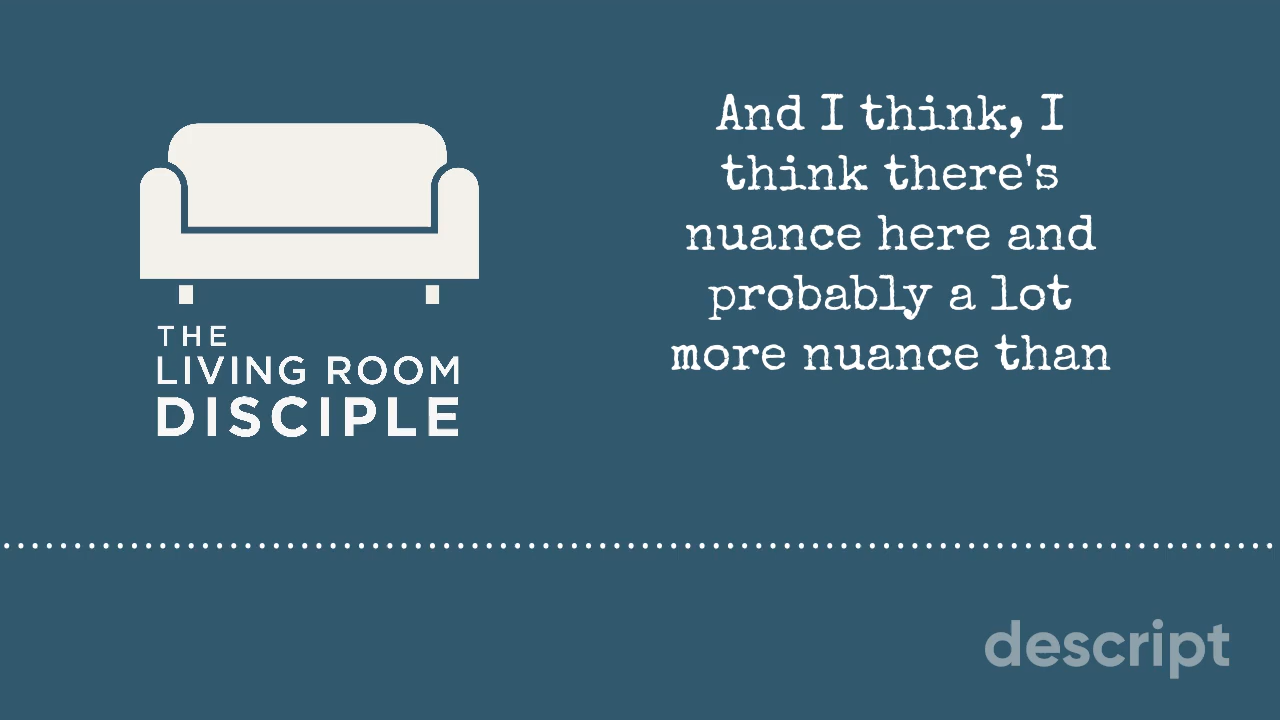 THE
LIVING ROOM
DISCIPLE
And I think, I
think there's
nuance here and
probably a lot
more nuance than
descript